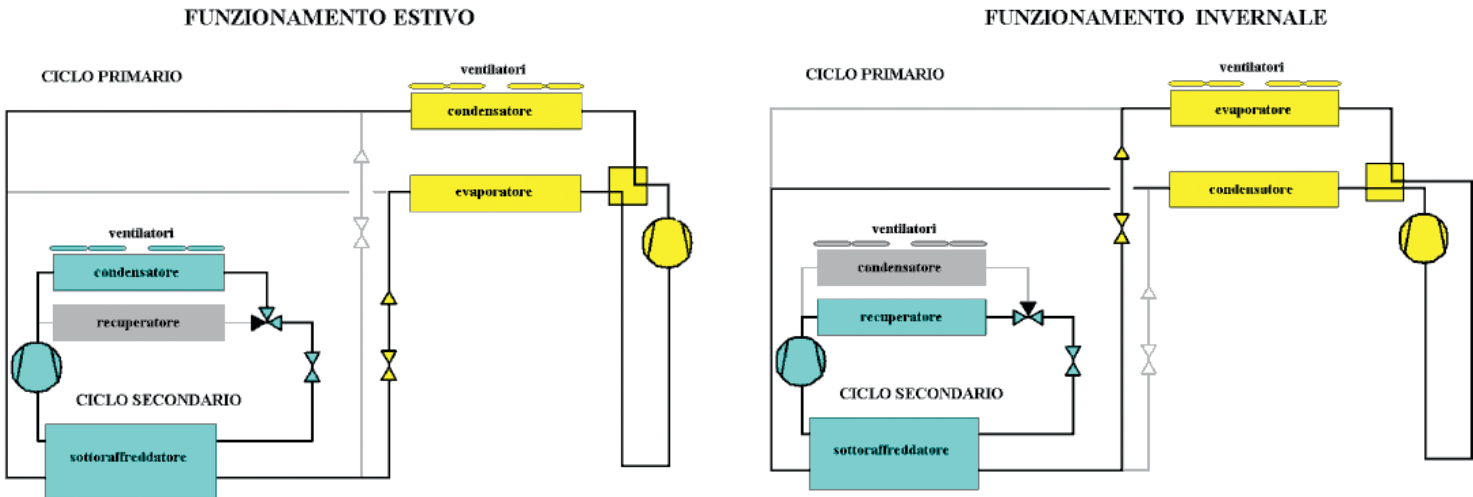 FUNZIONAMENTO ESTIVO
CICLO PRIMARIO
ventilatori
condensatore
evaporatore
ventilatori
condensatore
recuperatore
CICLO SECONDARIO
sottoraffreddatore
FUNZIONAMENTO INVERNALE
CICLO PRIMARIO
ventilatori
evaporatore
condensatore
ventilatori
condensatore
recuperatore
CICLO SECONDARIO
sottoraffreddatore